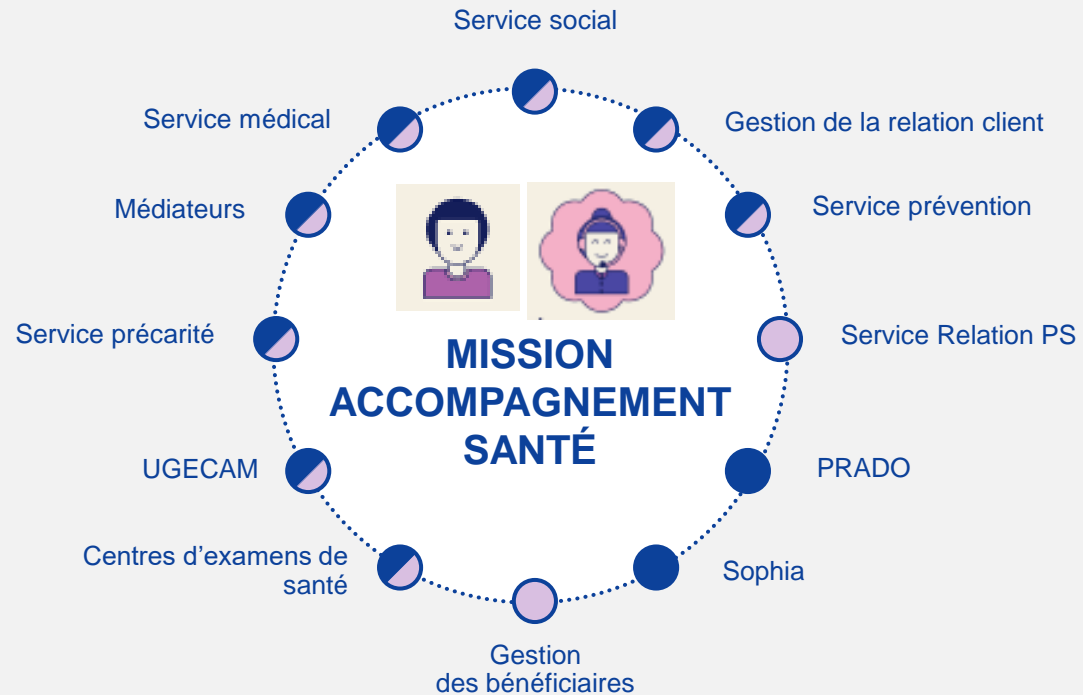 Service social
Service médical
Gestion de la relation client
Médiateurs
Service prévention
Service précarité
Service Relation PS
MISSION
ACCOMPAGNEMENT
SANTÉ
UGECAM
PRADO
Centres d'examens de
santé
Sophia
Gestion
des bénéficiaires